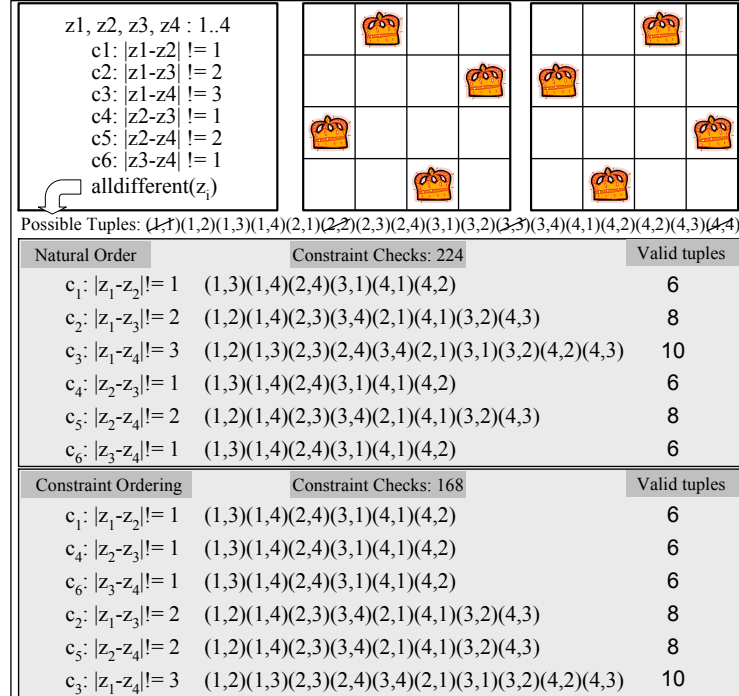 z1, z2, z3, z4 : 1..4
c1: |z1-z2| != 1
c2: |z1-z3| != 2
c3: |z1-z4| != 3
c4: |z2-z3| != 1
c5: |z2-z4| != 2
c6: |z3-z4| != 1
alldifferent(zᵢ)
Possible Tuples: (1,1)(1,2)(1,3)(1,4)(2,1)(2,2)(2,3)(2,4)(3,1)(3,2)(3,3)(3,4)(4,1)(4,2)(4,2)(4,3)(4,4)
Natural Order Constraint Checks: 224 Valid tuples
c₁: |z₁-z₂|!= 1 (1,3)(1,4)(2,4)(3,1)(4,1)(4,2) 6
c₂: |z₁-z₃|!= 2 (1,2)(1,4)(2,3)(3,4)(2,1)(4,1)(3,2)(4,3) 8
c₃: |z₁-z₄|!= 3 (1,2)(1,3)(2,3)(2,4)(3,4)(2,1)(3,1)(3,2)(4,2)(4,3) 10
c₄: |z₂-z₃|!= 1 (1,3)(1,4)(2,4)(3,1)(4,1)(4,2) 6
c₅: |z₂-z₄|!= 2 (1,2)(1,4)(2,3)(3,4)(2,1)(4,1)(3,2)(4,3) 8
c₆: |z₃-z₄|!= 1 (1,3)(1,4)(2,4)(3,1)(4,1)(4,2) 6
Constraint Ordering Constraint Checks: 168 Valid tuples
c₁: |z₁-z₂|!= 1 (1,3)(1,4)(2,4)(3,1)(4,1)(4,2) 6
c₄: |z₂-z₃|!= 1 (1,3)(1,4)(2,4)(3,1)(4,1)(4,2) 6
c₆: |z₃-z₄|!= 1 (1,3)(1,4)(2,4)(3,1)(4,1)(4,2) 6
c₂: |z₁-z₃|!= 2 (1,2)(1,4)(2,3)(3,4)(2,1)(4,1)(3,2)(4,3) 8
c₅: |z₂-z₄|!= 2 (1,2)(1,4)(2,3)(3,4)(2,1)(4,1)(3,2)(4,3) 8
c₃: |z₁-z₄|!= 3 (1,2)(1,3)(2,3)(2,4)(3,4)(2,1)(3,1)(3,2)(4,2)(4,3) 10